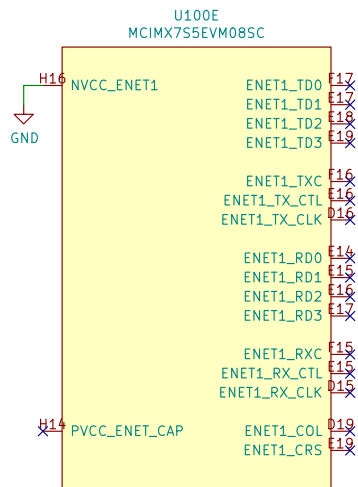 U100E
MCIMX7S5EVM08SC
H16 NVCC_ENET1 ENET1_TD0 F17
ENET1_TD1 E17
ENET1_TD2 E18
GND ENET1_TD3 E19
ENET1_TXC F16
ENET1_TX_CTL E16
ENET1_TX_CLK D16
ENET1_RD0 E14
ENET1_RD1 E15
ENET1_RD2 E16
ENET1_RD3 E17
ENET1_RXC F15
ENET1_RX_CTL E15
ENET1_RX_CLK D15
H14 PVCC_ENET_CAP ENET1_COL D19
ENET1_CRS E19